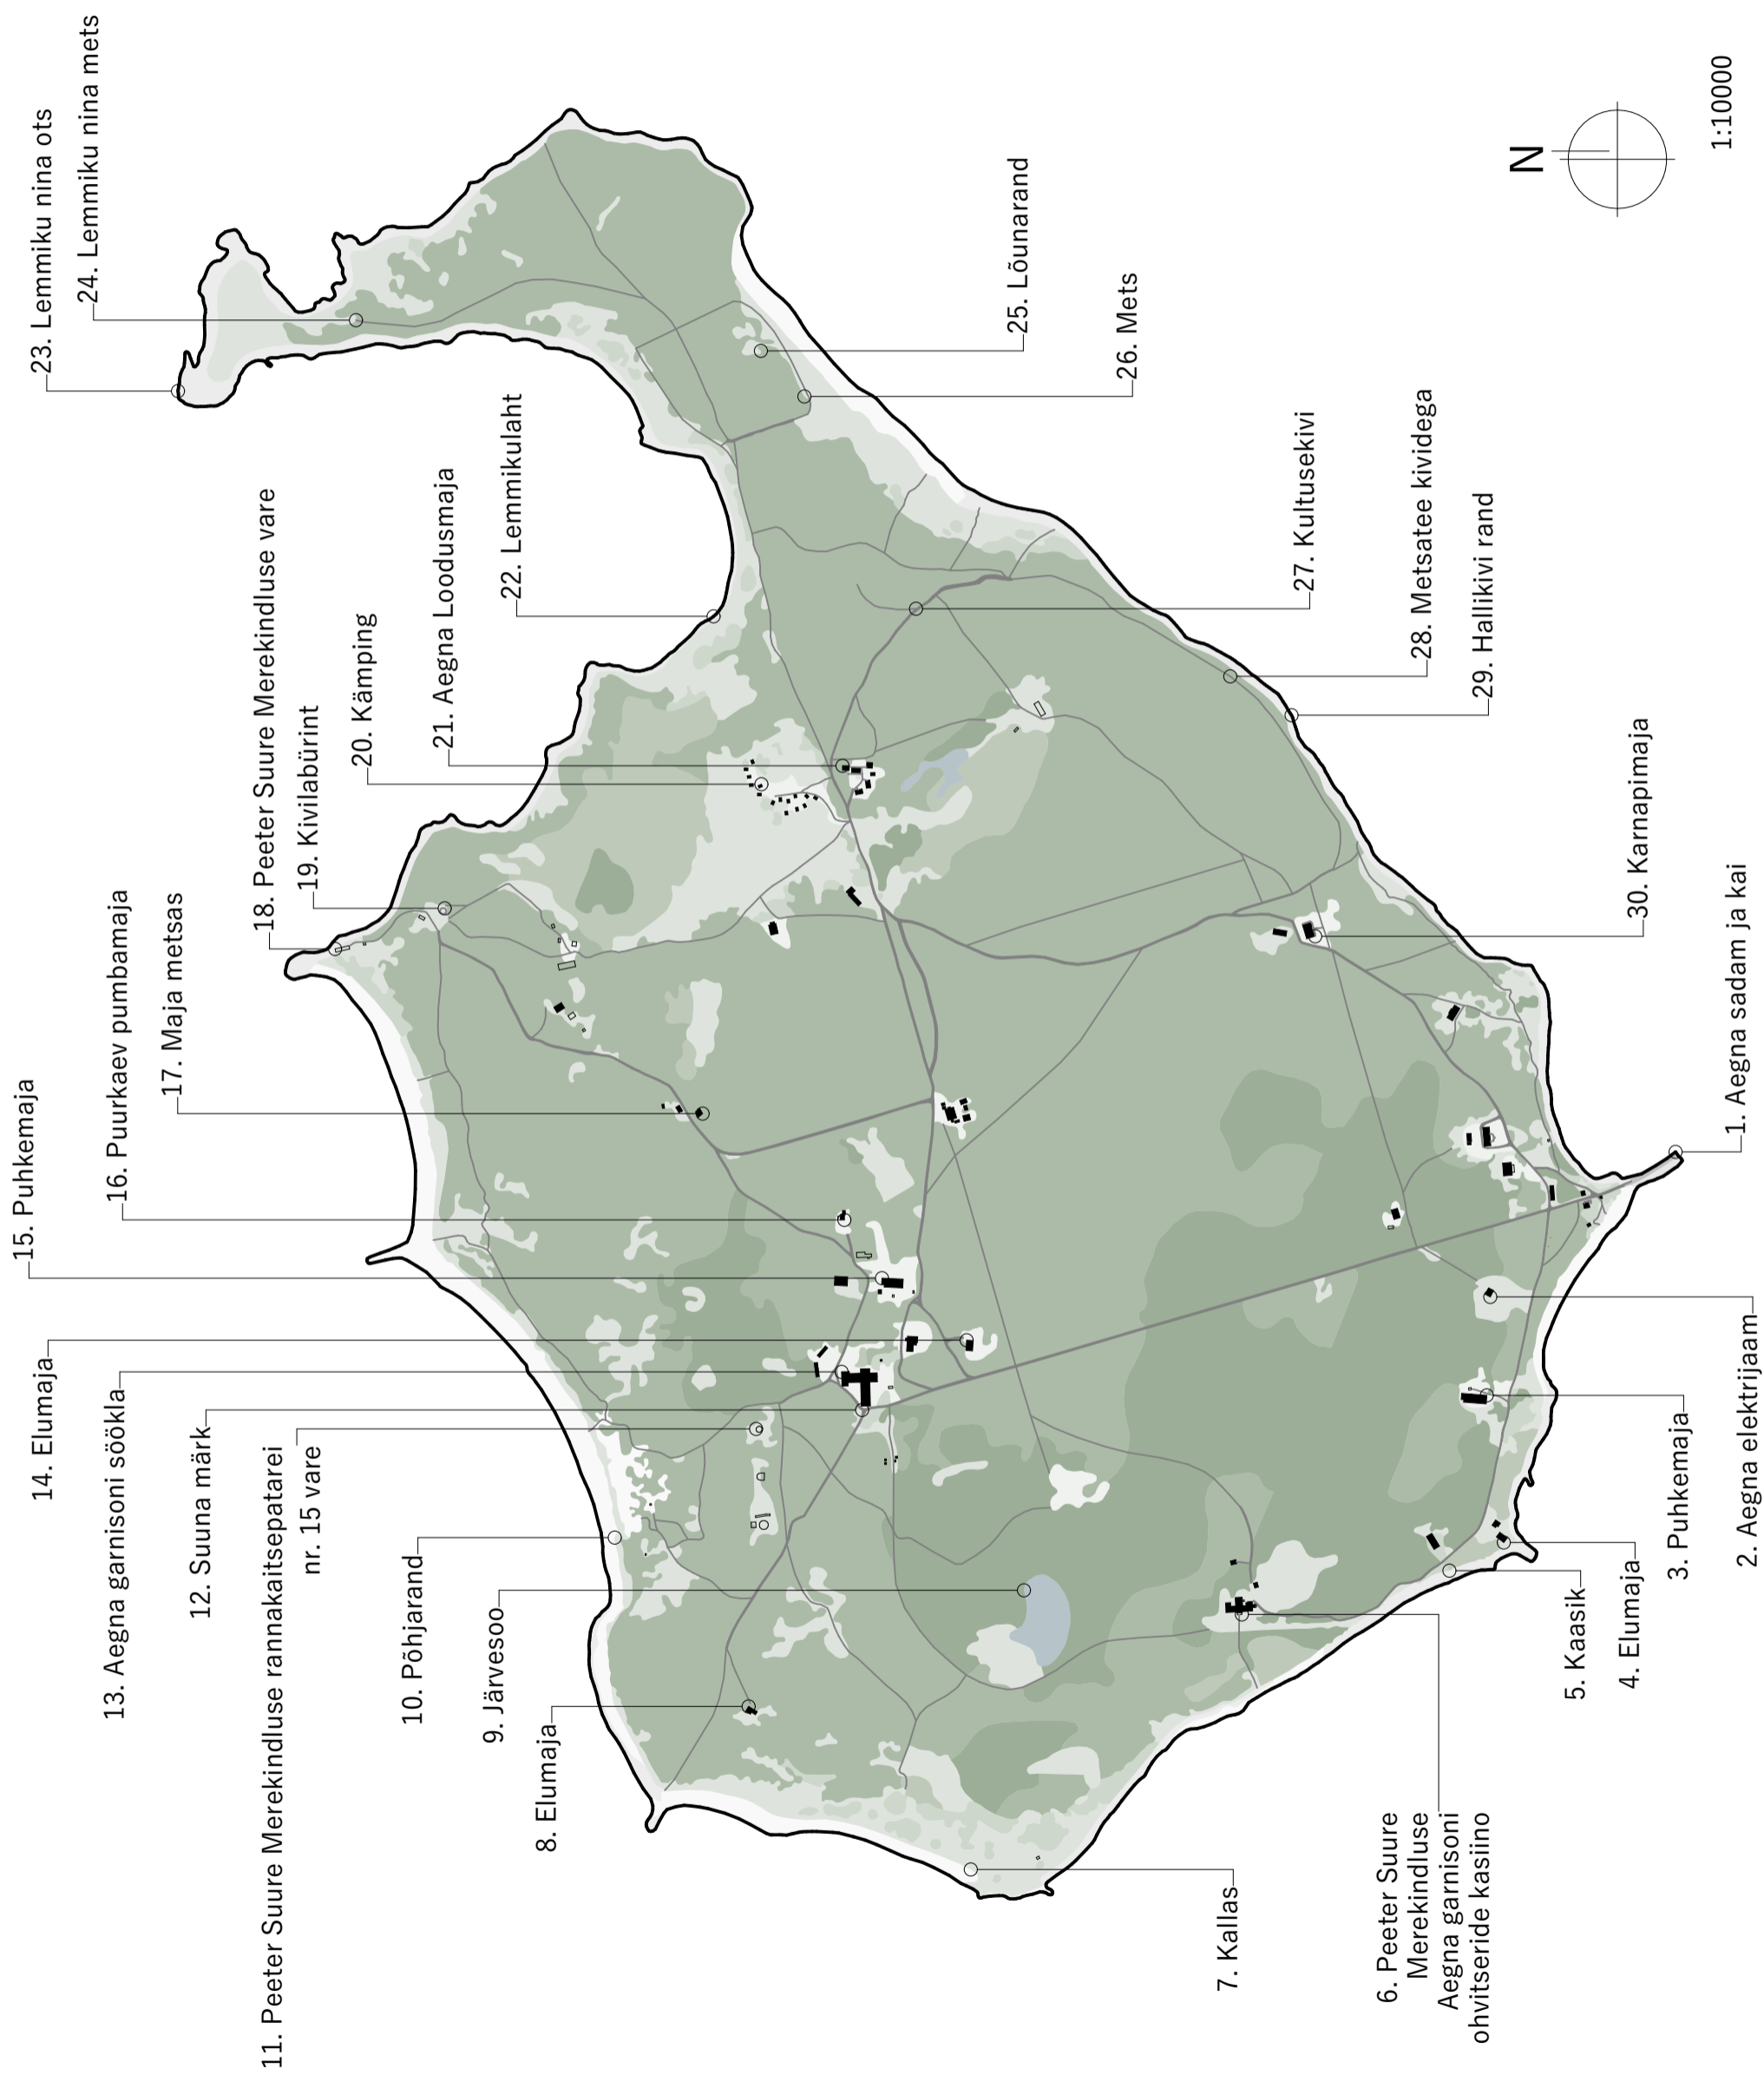 1. Aegna sadam ja kai
2. Aegna elektrijaam
3. Puhkemaja
4. Elumaja
5. Kaasik
6. Peeter Suure
Merekindluse
Aegna garnisoni
ohvitseride kasiino
7. Kallas
8. Elumaja
9. Järvesoo
10. Põhjarand
11. Peeter Suure Merekindluse rannakaitsepatarei
nr. 15 vare
12. Suuna märk
13. Aegna garnisoni söökla
14. Elumaja
15. Puhkemaja
16. Puurkaev pumbamaja
17. Maja metsas
18. Peeter Suure Merekindluse vare
19. Kivilabürint
20. Kämping
21. Aegna Loodusmaja
22. Lemmikulaht
23. Lemmiku nina ots
24. Lemmiku nina mets
25. Lõunarand
26. Mets
27. Kultusekivi
28. Metsatee kividega
29. Hallikivi rand
30. Karnapimaja
N
1:10000